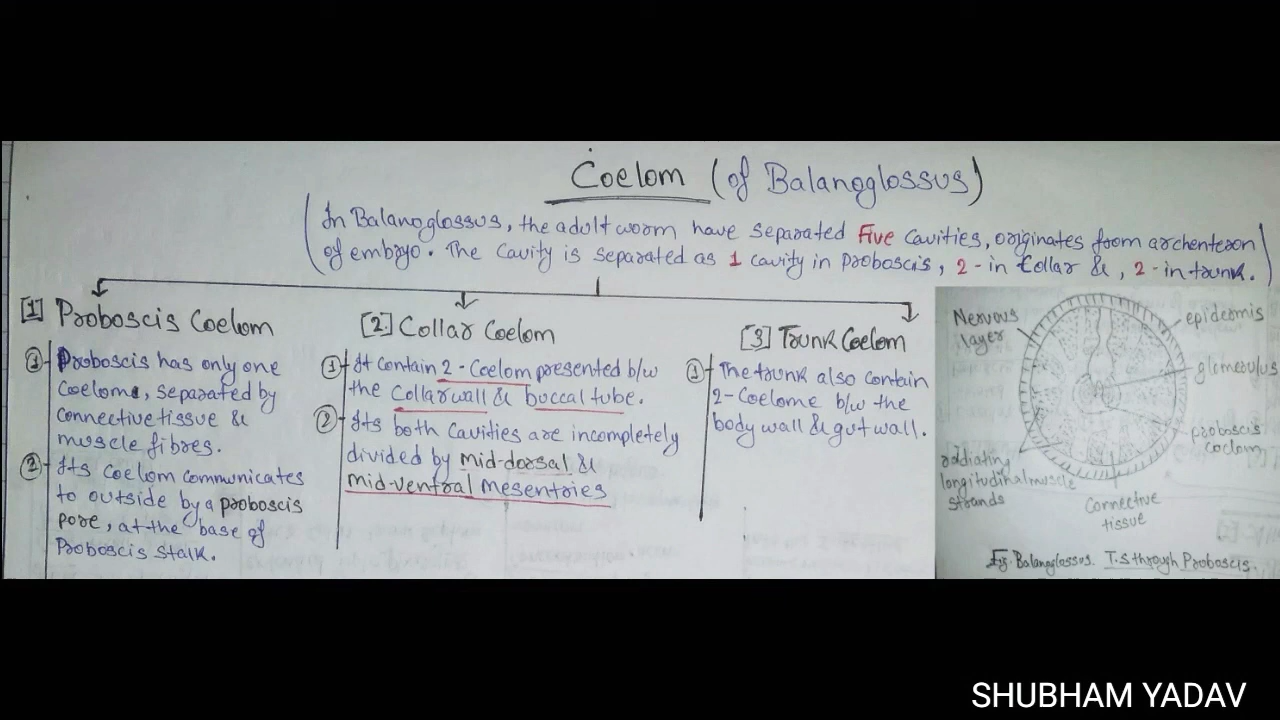 Coelom (of Balanoglossus)
In Balanoglossus, the adult worm have separated Five Cavities, originates from archenteron
of embryo. The Cavity is separated as 1 cavity in Proboscis, 2-in Collar &, 2-in trunk.
[1] Proboscis Coelom
① Proboscis has only one
Coelome, separated by
connective tissue &
muscle fibres.
② Its Coelom communicates
to outside by a proboscis
pore, at the base of
Proboscis stalk.
[2] Collar Coelom
① It Contain 2-Coelom presented b/w
the Collar wall & buccal tube.
② Its both Cavities are incompletely
divided by mid-dorsal &
mid-ventral mesentries
[3] Trunk Coelom
① The trunk also contain
2-Coelome b/w the
body wall & gut wall.
Nervous
layer
epidermis
glomerulus
proboscis
coelom
radiating
longitudinal muscle
strands
Connective
tissue
Fig. Balanoglossus. T.S through Proboscis.
SHUBHAM YADAV